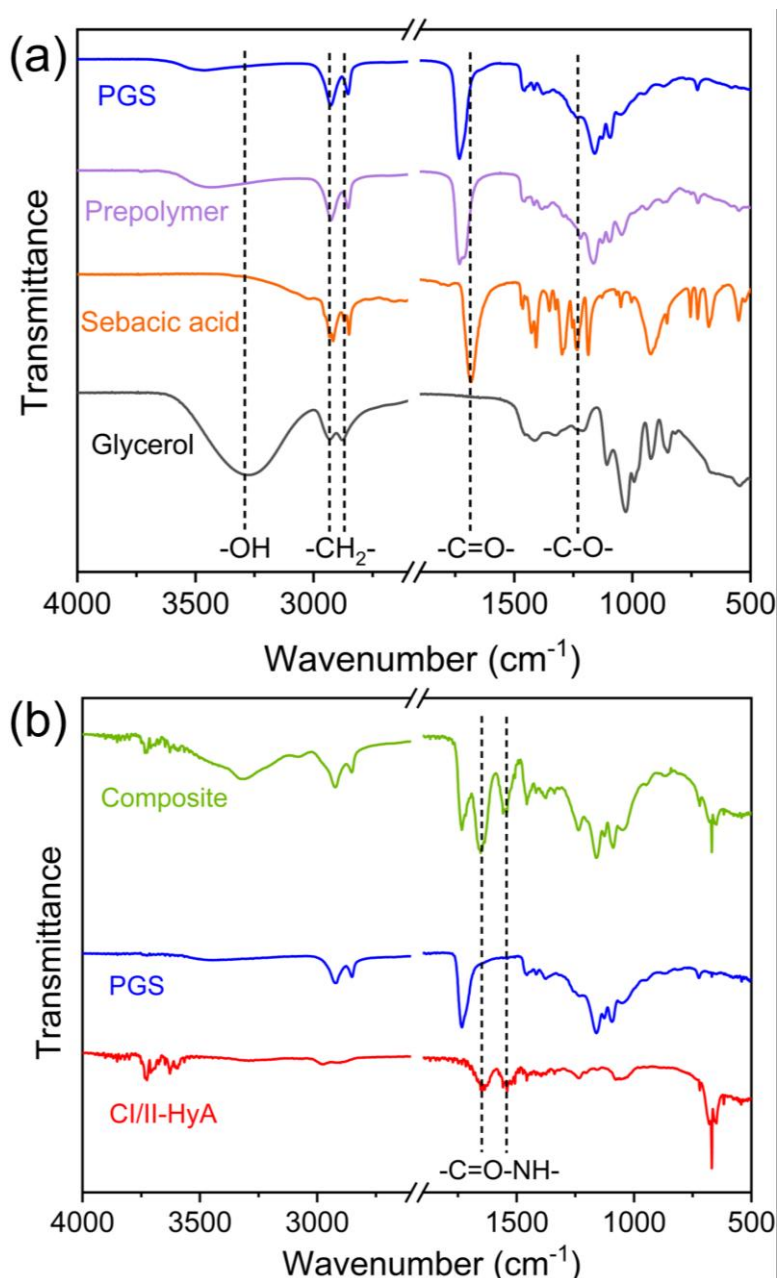 (a)
PGS
Prepolymer
Sebacic acid
Glycerol
Transmittance
-OH
-CH₂-
-C=O-
-C-O-
4000
3500
3000
1500
1000
500
Wavenumber (cm⁻¹)
(b)
Composite
PGS
CI/II-HyA
Transmittance
-C=O-NH-
4000
3500
3000
1500
1000
500
Wavenumber (cm⁻¹)